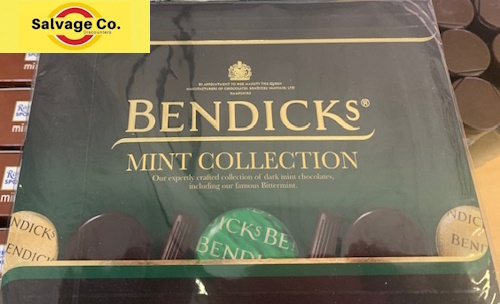 Salvage Co.
BY APPOINTMENT TO HER MAJESTY THE QUEEN
BENDICKS®
MINT COLLECTION
Our expertly crafted collection of dark mint chocolates,
including our famous Bittermint.
BENDICKS